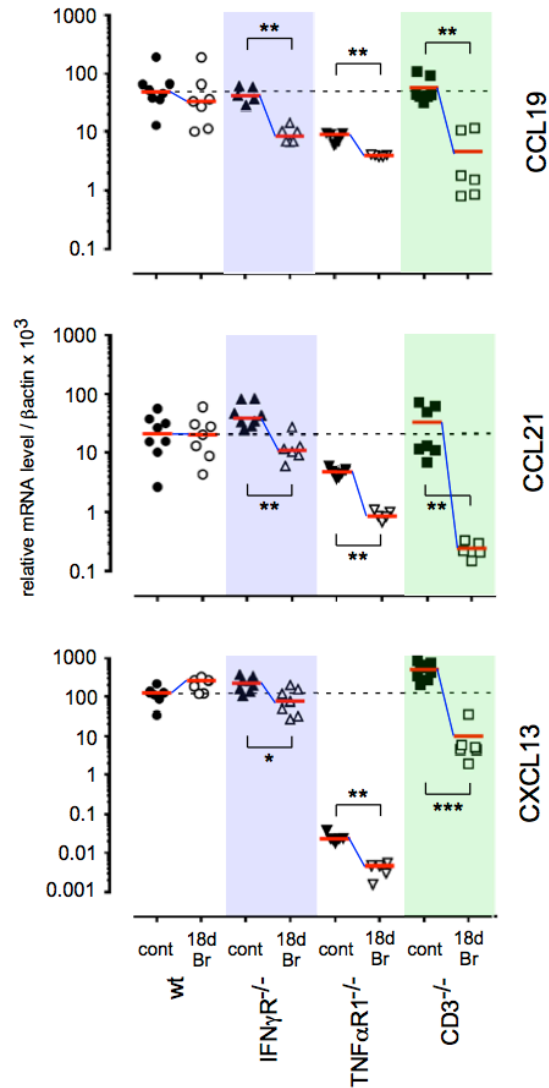 1000
100
10
1
0.1
** ** **
CCL19
relative mRNA level / βactin x 10³
1000
100
10
1
0.1
** ** **
CCL21
1000
100
10
1
0.1
0.01
0.001
* ** ***
CXCL13
cont 18d Br cont 18d Br cont 18d Br cont 18d Br
wt
IFNγR⁻/⁻
TNFαR1⁻/⁻
CD3⁻/⁻